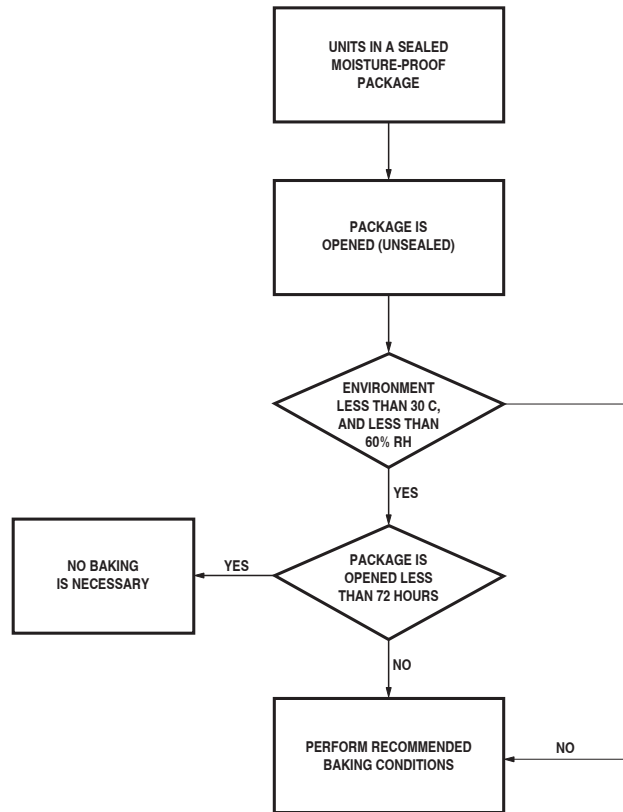 UNITS IN A SEALED
MOISTURE-PROOF
PACKAGE
PACKAGE IS
OPENED (UNSEALED)
ENVIRONMENT
LESS THAN 30 C,
AND LESS THAN
60% RH
YES
NO BAKING
IS NECESSARY
YES
PACKAGE IS
OPENED LESS
THAN 72 HOURS
NO
PERFORM RECOMMENDED
BAKING CONDITIONS
NO